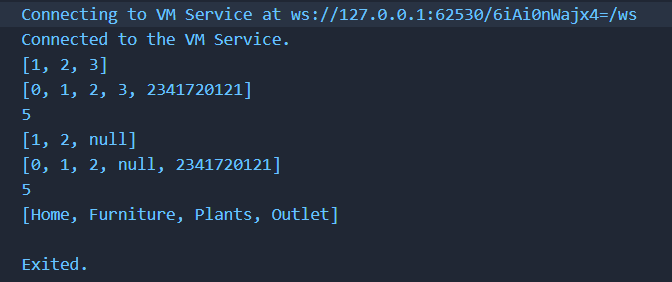 Connecting to VM Service at ws://127.0.0.1:62530/6iAi0nWajx4=/ws
Connected to the VM Service.
[1, 2, 3]
[0, 1, 2, 3, 2341720121]
5
[1, 2, null]
[0, 1, 2, null, 2341720121]
5
[Home, Furniture, Plants, Outlet]
Exited.